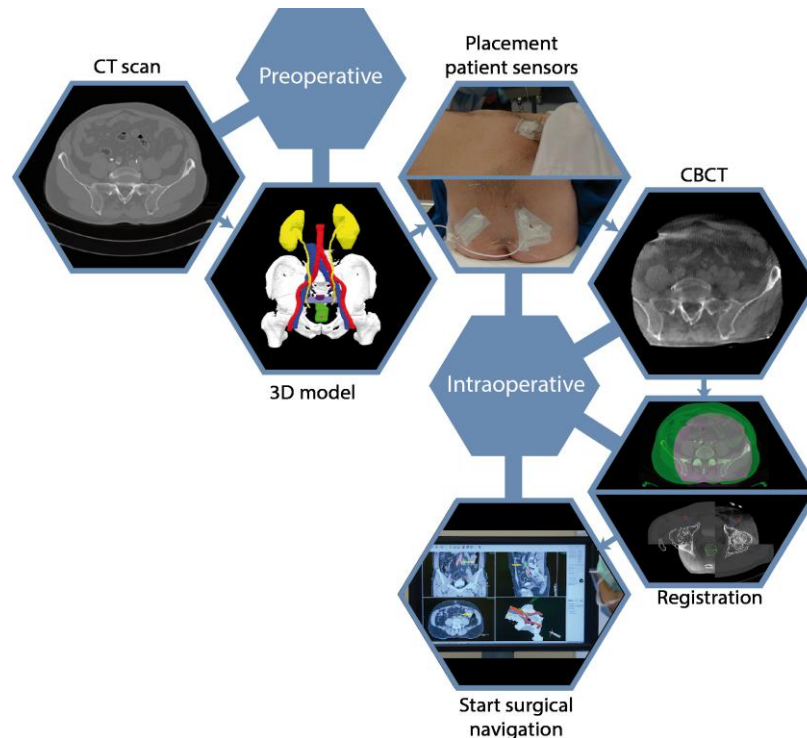 CT scan
Preoperative
Placement
patient sensors
CBCT
3D model
Intraoperative
Registration
Start surgical
navigation